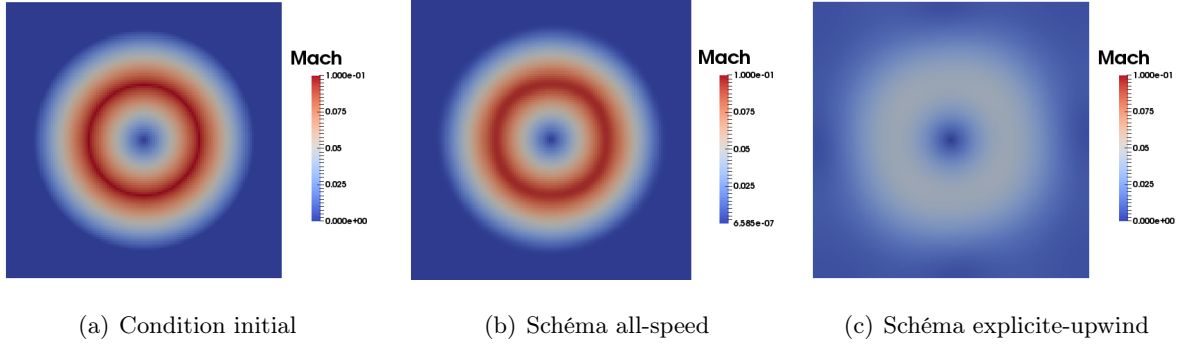 Mach
1.000e-01
0.075
0.05
0.025
0.000e+00
Mach
1.000e-01
0.075
0.05
0.025
6.585e-07
Mach
1.000e-01
0.075
0.05
0.025
0.000e+00
(a) Condition initial
(b) Schéma all-speed
(c) Schéma explicite-upwind